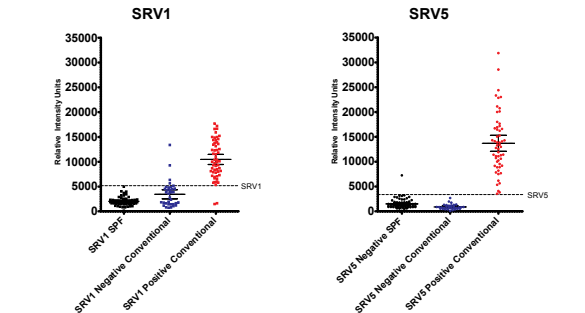 SRV1
Relative Intensity Units
35000
30000
25000
20000
15000
10000
5000
0
SRV1
SRV1 SPF
SRV1 Negative Conventional
SRV1 Positive Conventional
SRV5
Relative Intensity Units
35000
30000
25000
20000
15000
10000
5000
0
SRV5
SRV5 Negative SPF
SRV5 Negative Conventional
SRV5 Positive Conventional